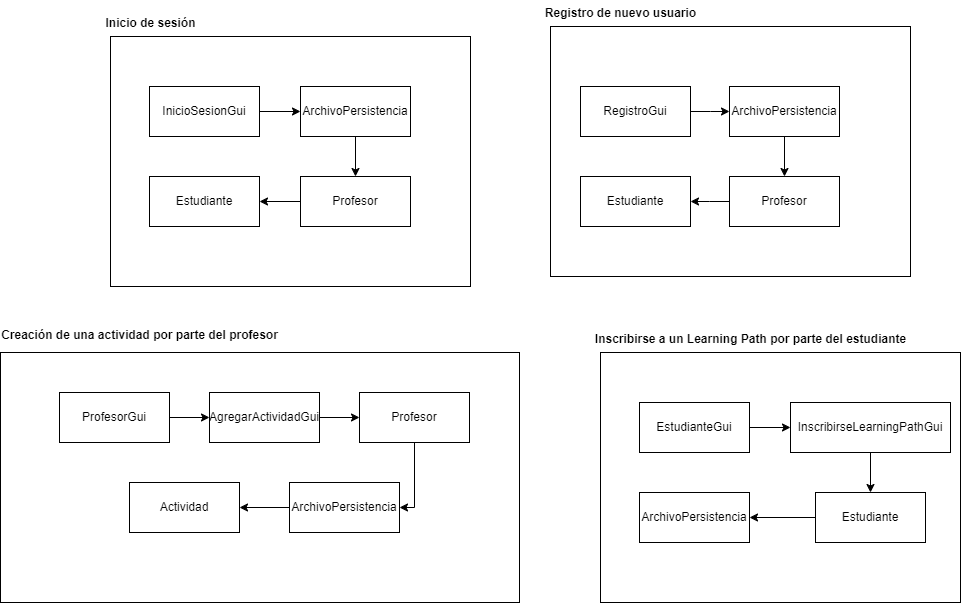 Inicio de sesión
InicioSesionGui
ArchivoPersistencia
Estudiante
Profesor
Registro de nuevo usuario
RegistroGui
ArchivoPersistencia
Estudiante
Profesor
Creación de una actividad por parte del profesor
ProfesorGui
AgregarActividadGui
Profesor
Actividad
ArchivoPersistencia
Inscribirse a un Learning Path por parte del estudiante
EstudianteGui
InscribirseLearningPathGui
ArchivoPersistencia
Estudiante